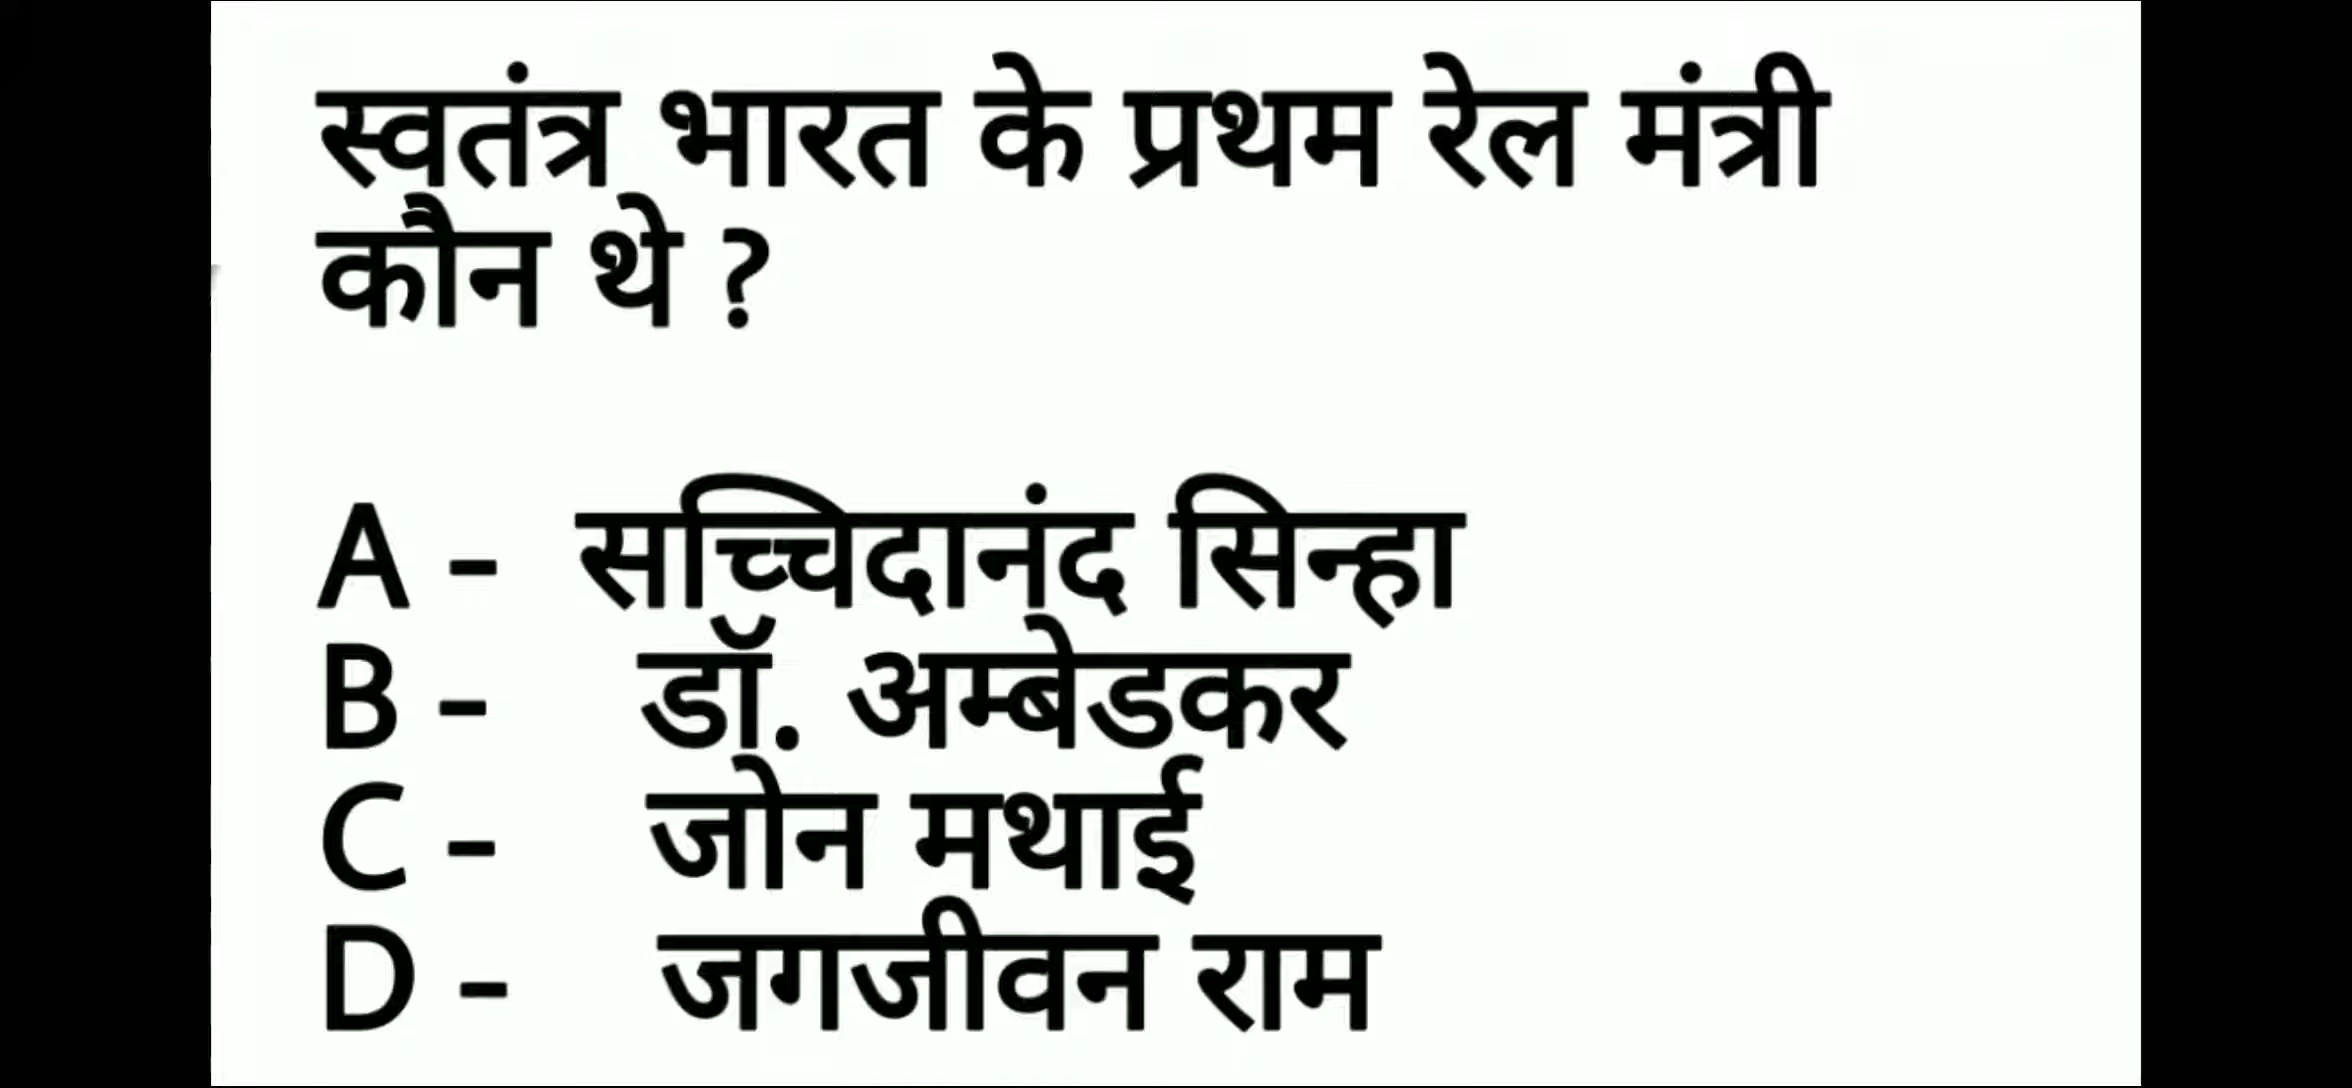 स्वतंत्र भारत के प्रथम रेल मंत्री
कौन थे ?
A - सच्चिदानंद सिन्हा
B - डॉ. अम्बेडकर
C - जोन मथाई
D - जगजीवन राम